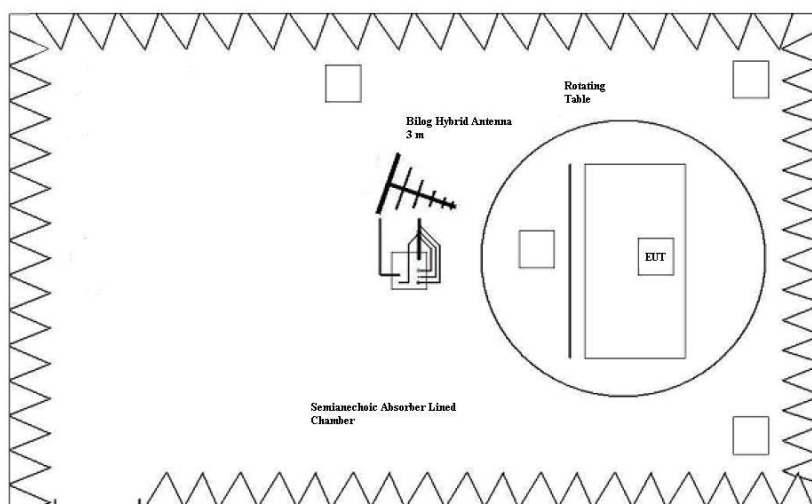 Rotating
Table
Bilog Hybrid Antenna
3 m
EUT
Semianechoic Absorber Lined
Chamber